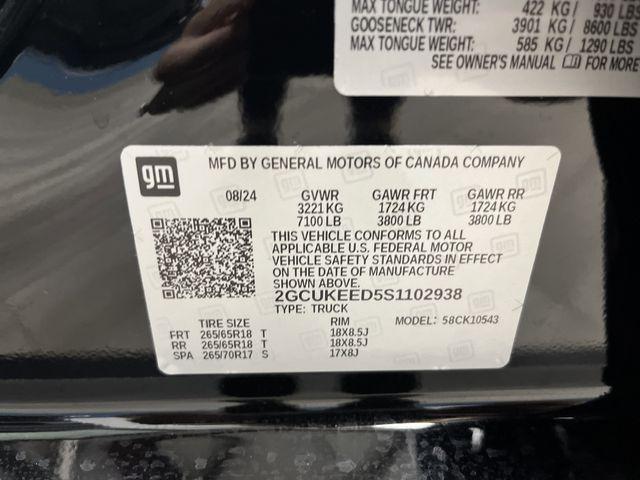 MAX TONGUE WEIGHT: 422 KG / 930 LBS
GOOSENECK TWR: 3901 KG / 8600 LBS
MAX TONGUE WEIGHT: 585 KG / 1290 LBS
SEE OWNER'S MANUAL FOR MORE
gm
MFD BY GENERAL MOTORS OF CANADA COMPANY
08/24 GVWR GAWR FRT GAWR RR
3221 KG 1724 KG 1724 KG
7100 LB 3800 LB 3800 LB
THIS VEHICLE CONFORMS TO ALL
APPLICABLE U.S. FEDERAL MOTOR
VEHICLE SAFETY STANDARDS IN EFFECT
ON THE DATE OF MANUFACTURE
SHOWN ABOVE.
2GCUKEED5S1102938
TYPE: TRUCK MODEL: 58CK10543
TIRE SIZE RIM
FRT 265/65R18 T 18X8.5J
RR 265/65R18 T 18X8.5J
SPA 265/70R17 S 17X8J